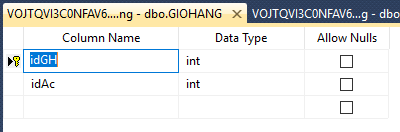 VOJTQVI3C0NFAV6....ng - dbo.GIOHANG VOJTQVI3C0NFAV6...g - dbo.
Column Name Data Type Allow Nulls
idGH int
idAc int